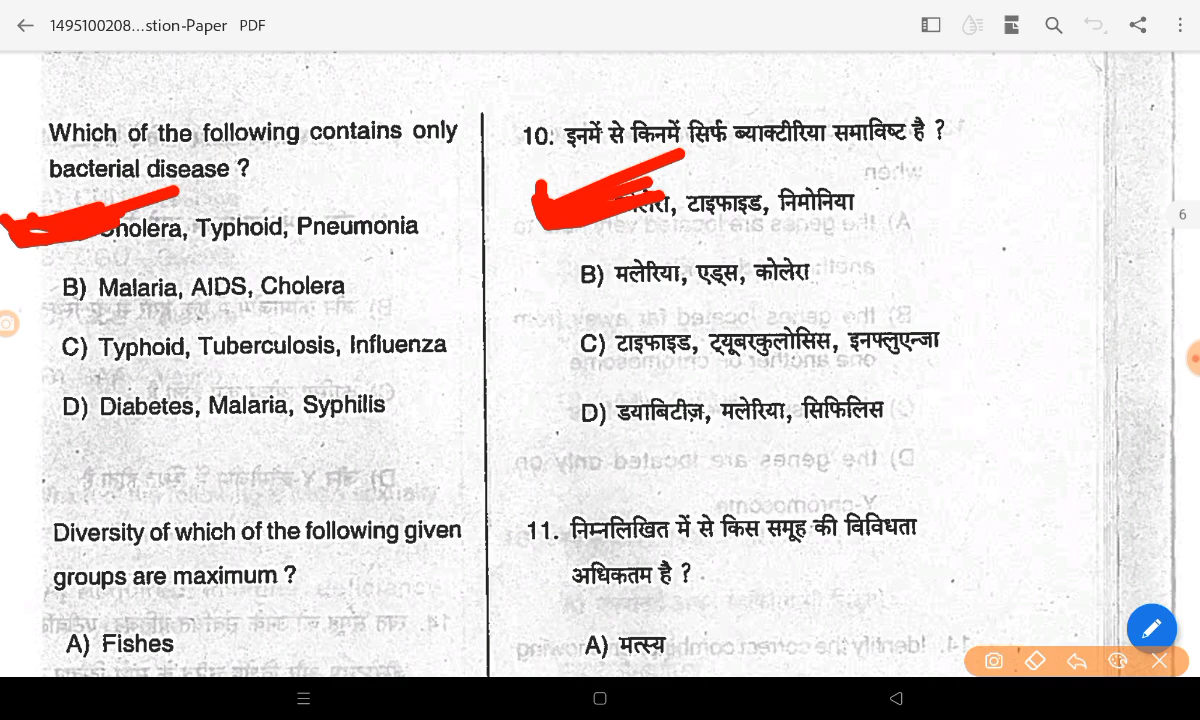 1495100208...stion-Paper PDF
Which of the following contains only
bacterial disease ?
Cholera, Typhoid, Pneumonia
B) Malaria, AIDS, Cholera
C) Typhoid, Tuberculosis, Influenza
D) Diabetes, Malaria, Syphilis
Diversity of which of the following given
groups are maximum ?
A) Fishes
10. इनमें से किनमें सिर्फ ब्याक्टीरिया समाविष्ट है ?
टाइफाइड, निमोनिया
B) मलेरिया, एड्स, कोलेरा
C) टाइफाइड, ट्यूबरकुलोसिस, इनफ्लुएन्जा
D) डयाबिटीज़, मलेरिया, सिफिलिस
11. निम्नलिखित में से किस समूह की विविधता
अधिकतम है ?
A) मत्स्य
6